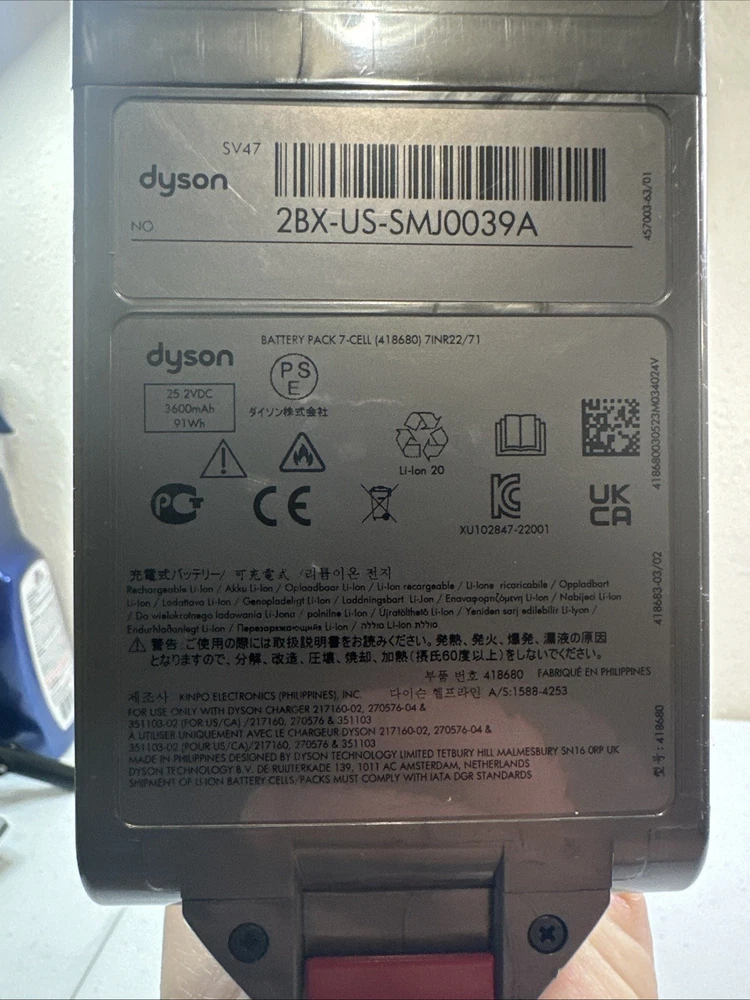 SV47
dyson
NO.
2BX-US-SMJ0039A
457003-63/01
BATTERY PACK 7-CELL (418680) 7INR22/71
dyson
PS
E
25.2VDC
3600mAh
91Wh
ダイソン株式会社
Li-Ion 20
418680030523M034024V
CE
XU102847-22001
UK
CA
充電式バッテリー/ 可充電式 /리튬이온 전지
Rechargeable Li-Ion / Akku Li-Ion / Oplaadbaar Li-Ion / Li-Ion recargable / Li-Ione ricaricabile / Oppladbart
Li-Ion / Ladattava Li-Ion / Genopladeligt Li-Ion / Laddningsbart Li-Jon / Επαναφορτιζόμενη Li-Ion / Nabíjecí Li-Ion
/ Do wielokrotnego ładowania Li-Jona / polnilne Li-Ion / Újratölthető Li-Ion / Yeniden şarj edilebilir Li-Iyon /
Endurhlaðanlegt Li-Ion / Перезаряжающийся Li-Ion / סוללה Li-Ion
警告:ご使用の際には取扱説明書をお読みください。発熱、発火、爆発、漏液の原因
となりますので、分解、改造、圧壊、焼却、加熱(摂氏60度以上)をしないでください。
418683-03/02
부품 번호 418680 FABRIQUÉ EN PHILIPPINES
제조사 KINPO ELECTRONICS (PHILIPPINES), INC. 다이슨 헬프라인 A/S:1588-4253
FOR USE ONLY WITH DYSON CHARGER 217160-02, 270576-04 &
351103-02 (FOR US/CA) /217160, 270576 & 351103
À UTILISER UNIQUEMENT AVEC LE CHARGEUR DYSON 217160-02, 270576-04 &
351103-02 (POUR US/CA)/217160, 270576 & 351103
MADE IN PHILIPPINES DESIGNED BY DYSON TECHNOLOGY LIMITED TETBURY HILL MALMESBURY SN16 0RP UK
DYSON TECHNOLOGY B.V. DE RUIJTERKADE 139, 1011 AC AMSTERDAM, NETHERLANDS
SHIPMENT OF LI-ION BATTERY CELLS/PACKS MUST COMPLY WITH IATA DGR STANDARDS
型号: 418680